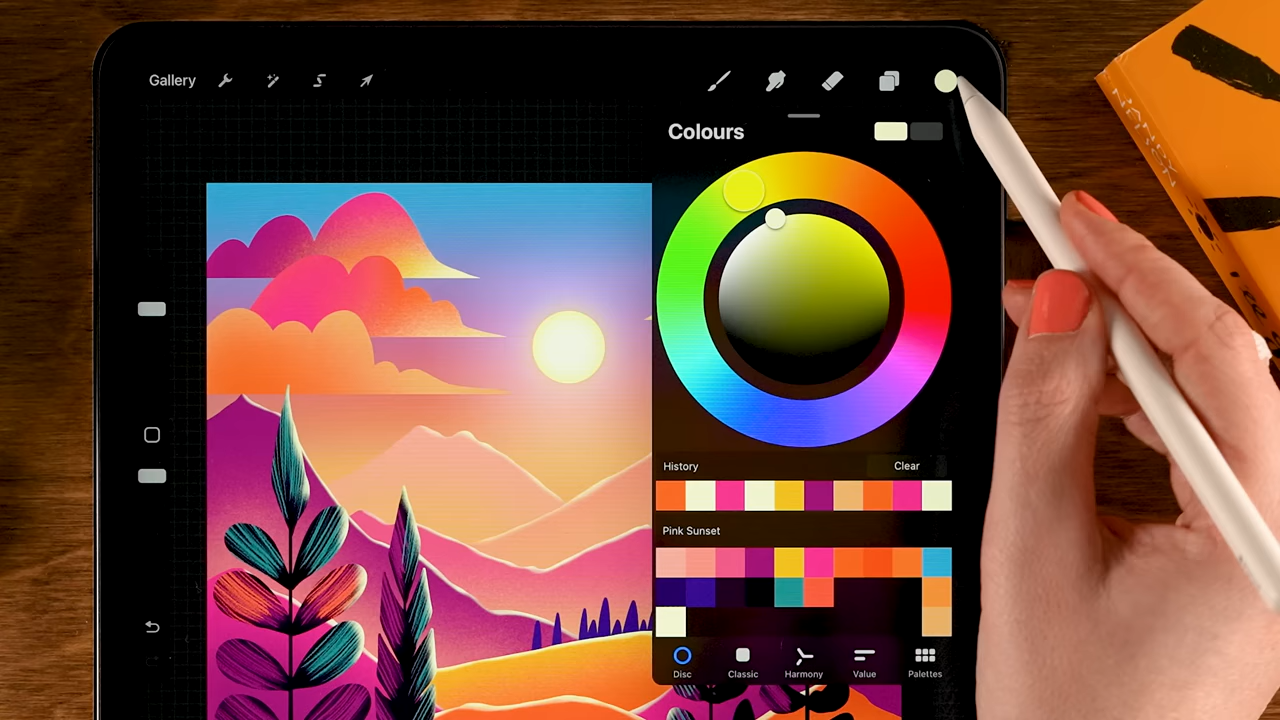 Gallery
Colours
History
Clear
Pink Sunset
Disc
Classic
Harmony
Value
Palettes